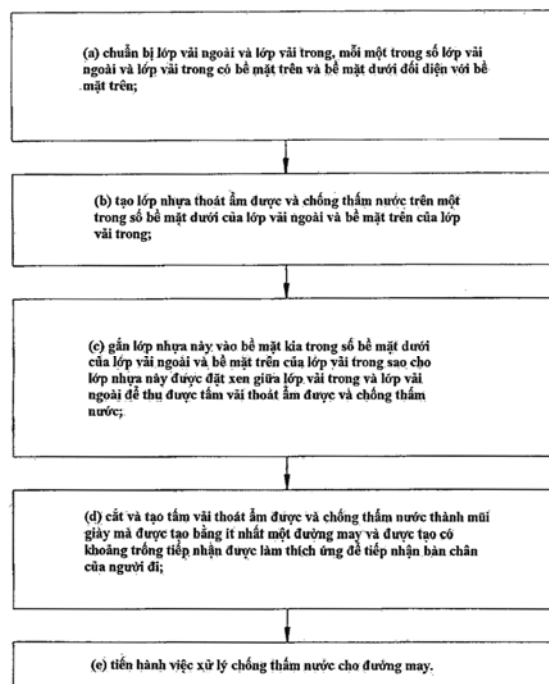 (a) chuẩn bị lớp vải ngoài và lớp vải trong, mỗi một trong số lớp vải
ngoài và lớp vải trong có bề mặt trên và bề mặt dưới đối diện với bề
mặt trên;
(b) tạo lớp nhựa thoát ẩm được và chống thấm nước trên một
trong số bề mặt dưới của lớp vải ngoài và bề mặt trên của lớp
vải trong;
(c) gắn lớp nhựa này vào bề mặt kia trong số bề mặt dưới
của lớp vải ngoài và bề mặt trên của lớp vải trong sao cho
lớp nhựa này được đặt xen giữa lớp vải trong và lớp vải
ngoài để thu được tấm vải thoát ẩm được và chống thấm
nước;
(d) cắt và tạo tấm vải thoát ẩm được và chống thấm nước thành mũi
giày mà được tạo bằng ít nhất một đường may và được tạo có
khoảng trống tiếp nhận được làm thích ứng để tiếp nhận bàn chân
của người đi;
(e) tiến hành việc xử lý chống thấm nước cho đường may.